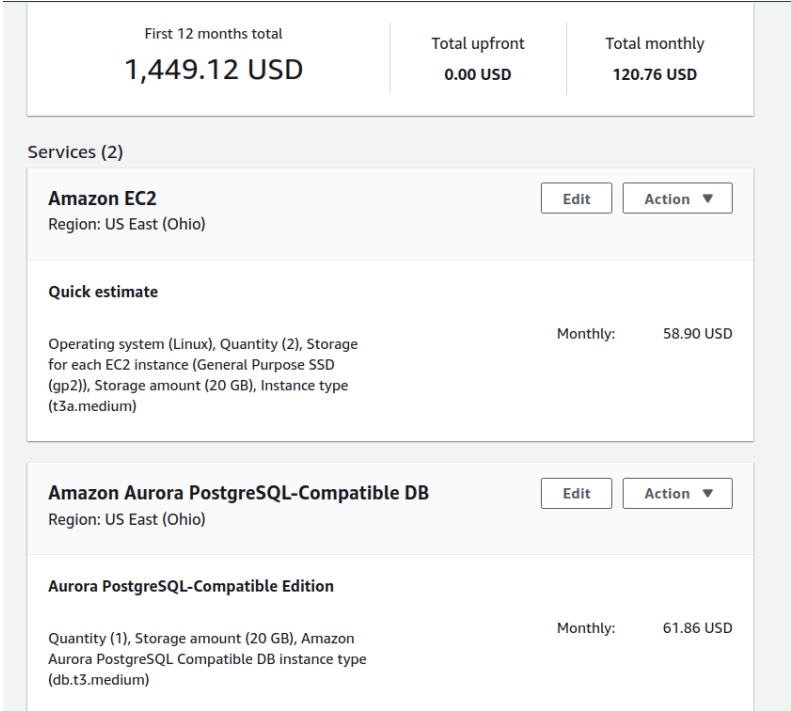 First 12 months total
1,449.12 USD
Total upfront
0.00 USD
Total monthly
120.76 USD
Services (2)
Amazon EC2
Region: US East (Ohio)
Edit
Action
Quick estimate
Operating system (Linux), Quantity (2), Storage
for each EC2 instance (General Purpose SSD
(gp2)), Storage amount (20 GB), Instance type
(t3a.medium)
Monthly: 58.90 USD
Amazon Aurora PostgreSQL-Compatible DB
Region: US East (Ohio)
Edit
Action
Aurora PostgreSQL-Compatible Edition
Quantity (1), Storage amount (20 GB), Amazon
Aurora PostgreSQL Compatible DB instance type
(db.t3.medium)
Monthly: 61.86 USD